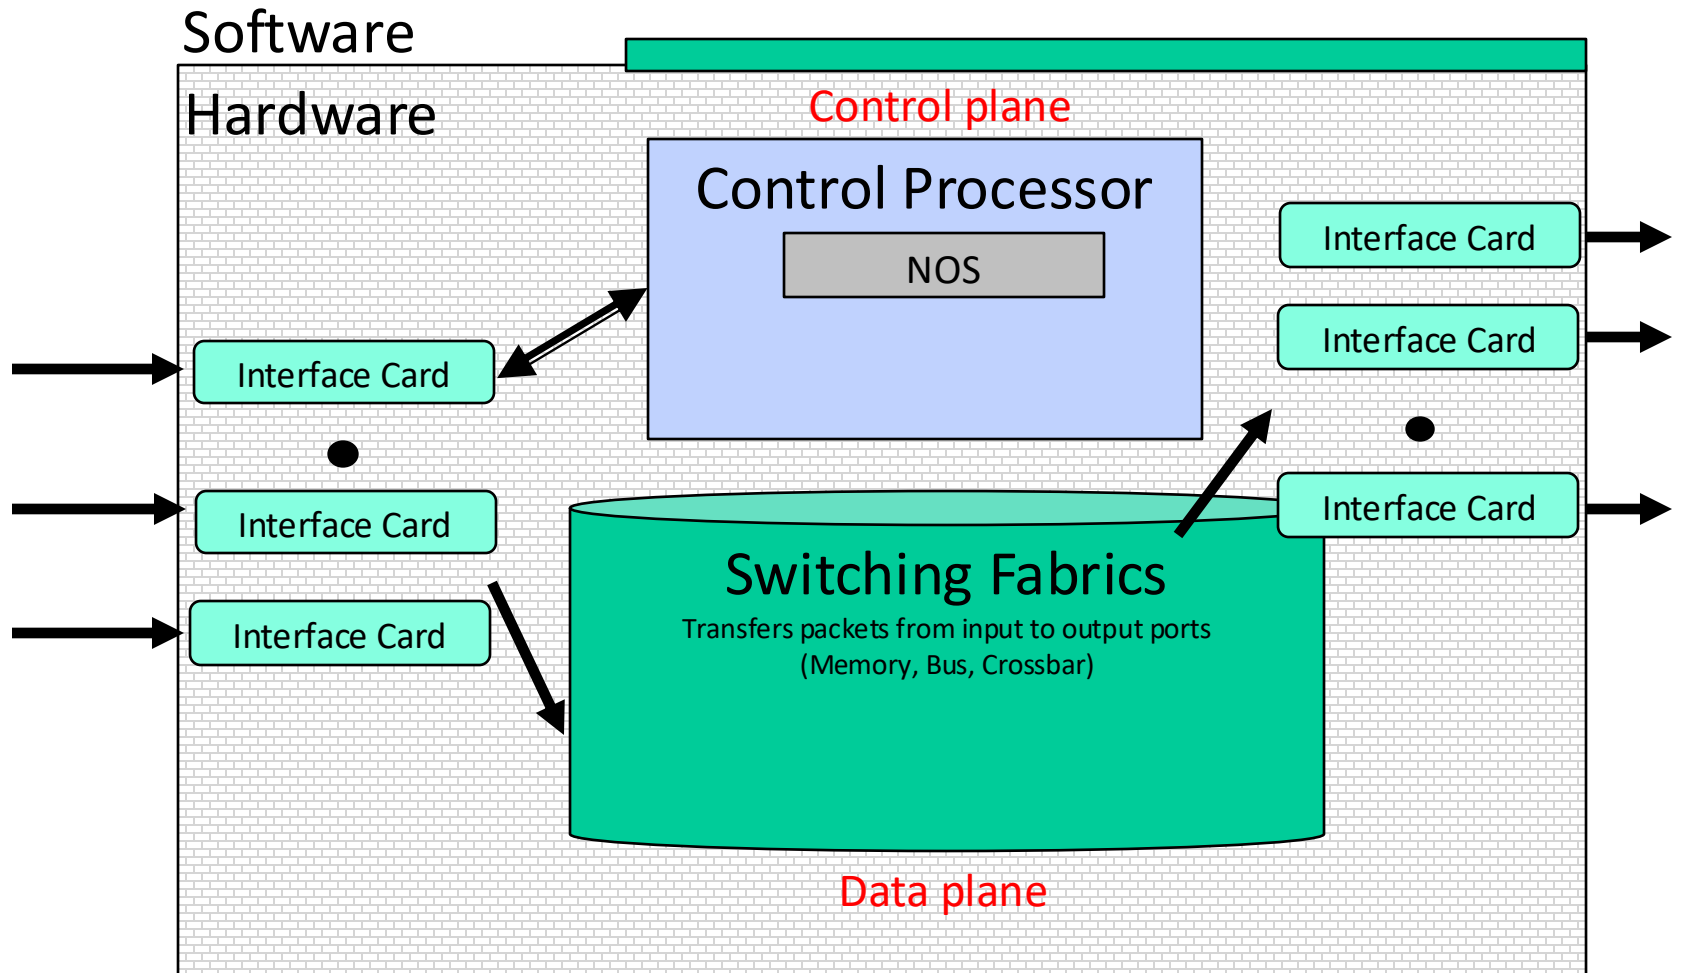 Software
Hardware
Control plane
Control Processor
NOS
Interface Card
Interface Card
Interface Card
Interface Card
Interface Card
Interface Card
Switching Fabrics
Transfers packets from input to output ports
(Memory, Bus, Crossbar)
Data plane